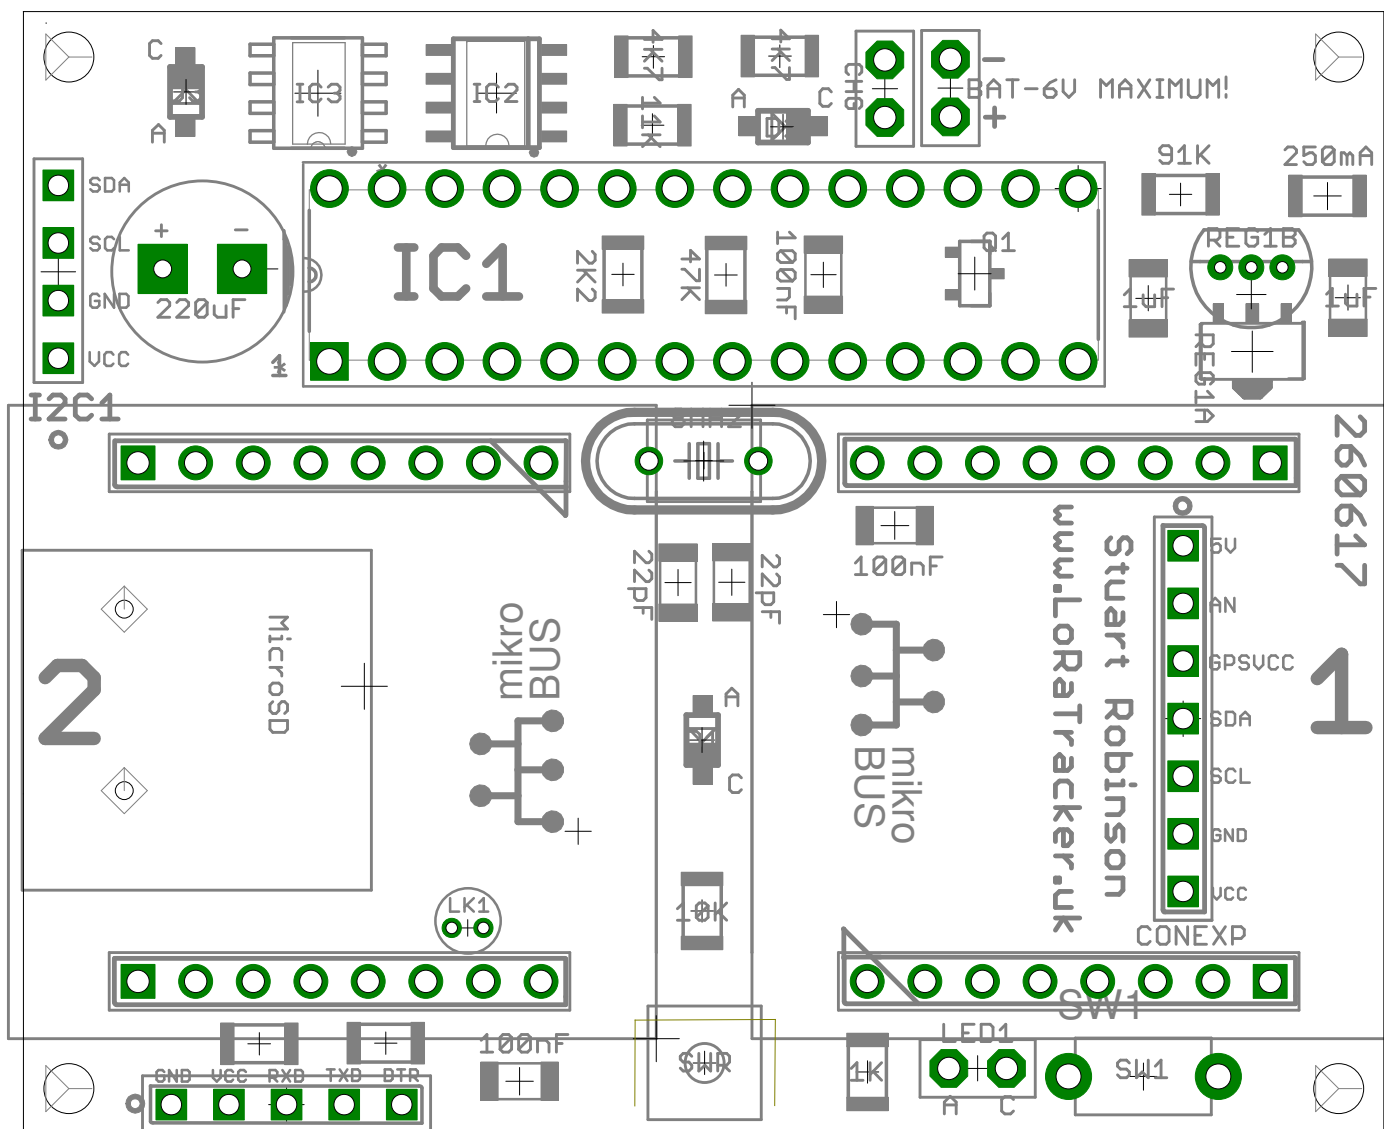 C
IC3
IC2
4K7
4K7
CHG
-
BAT-6V MAXIMUM!
+
A
11K
A
C
SDA
SCL
GND
VCC
I2C1
+
-
220uF
1
IC1
2K2
47K
100nF
Q1
91K
250mA
REG1B
1uF
1uF
REG1A
8MHZ
260617
100nF
22pF
22pF
www.LoRaTracker.uk
Stuart Robinson
5V
AN
GPSVCC
SDA
SCL
GND
VCC
CONEXP
1
2
MicroSD
mikro
BUS
mikro
BUS
A
C
10K
LK1
SW1
GND
VCC
RXD
TXD
DTR
100nF
SWR
1K
LED1
A
C
SW1